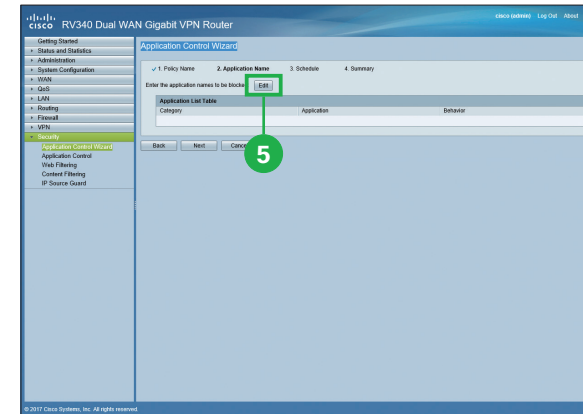 cisco RV340 Dual WAN Gigabit VPN Router
cisco (admin) Log Out About
Getting Started
Status and Statistics
Administration
System Configuration
WAN
QoS
LAN
Routing
Firewall
VPN
Security
Application Control Wizard
Application Control
Web Filtering
Content Filtering
IP Source Guard
Application Control Wizard
✓ 1. Policy Name 2. Application Name 3. Schedule 4. Summary
Enter the application names to be blocked Edit
Application List Table
Category Application Behavior
Back Next Cancel
5
© 2017 Cisco Systems, Inc. All rights reserved.